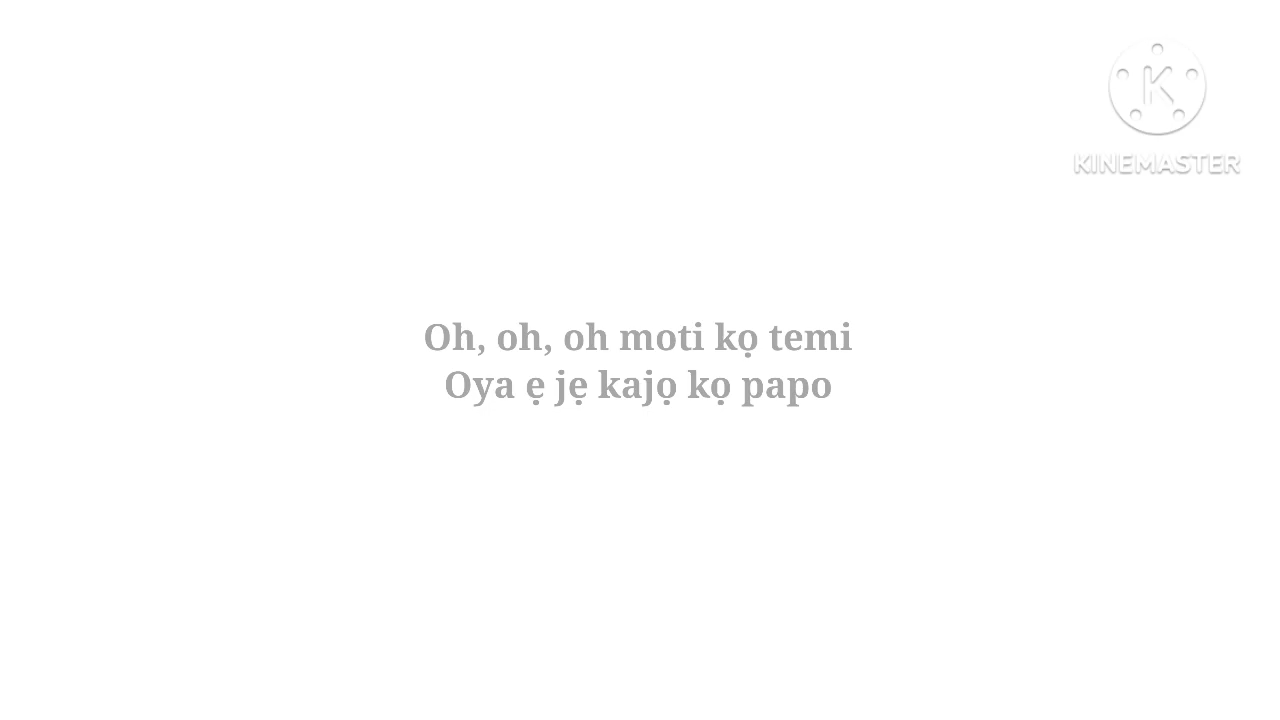 KINEMASTER
Oh, oh, oh moti kọ temi
Oya ẹ jẹ kajọ kọ papo